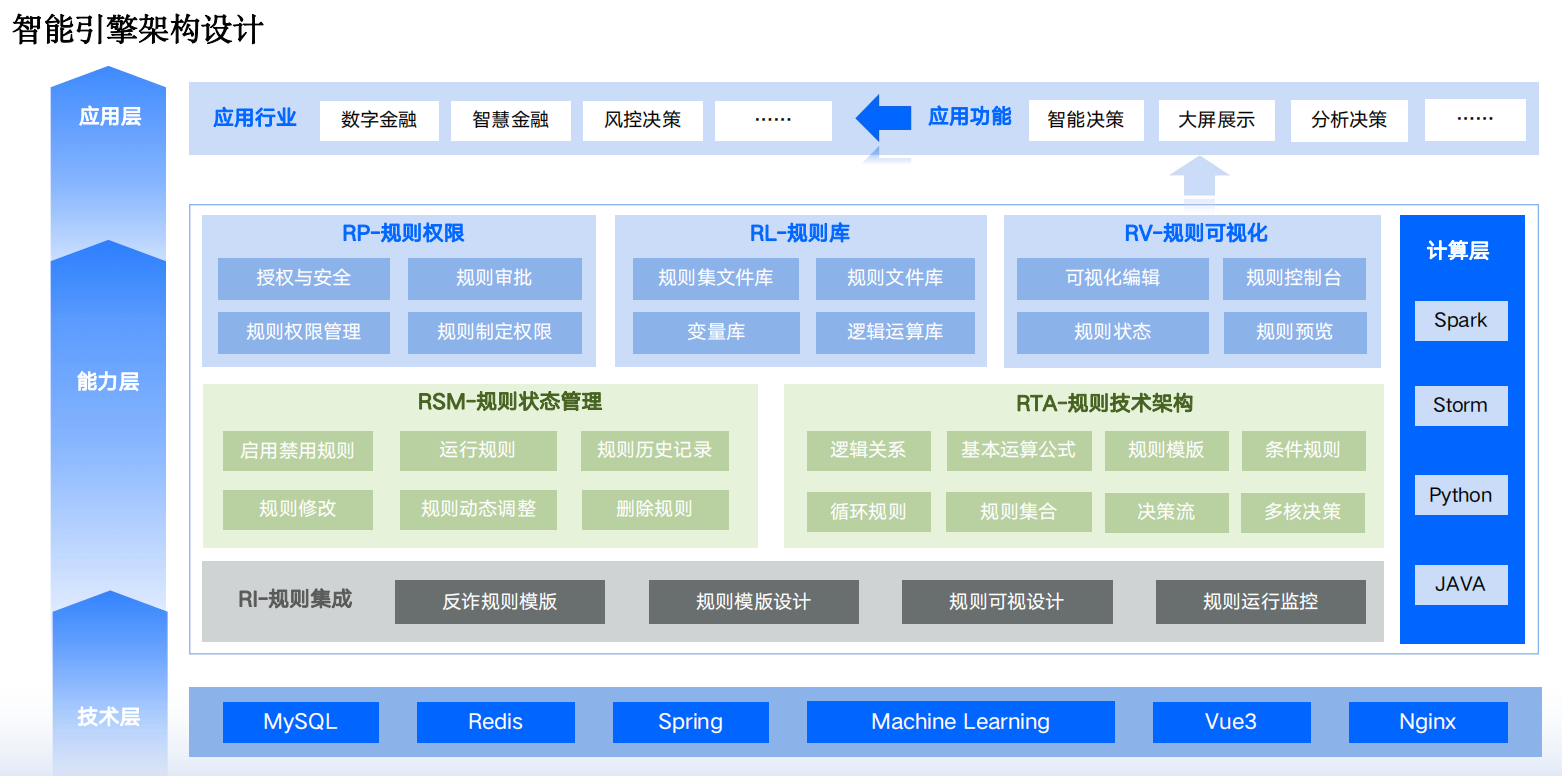 智能引擎架构设计
应用层
应用行业
数字金融
智慧金融
风控决策
……
应用功能
智能决策
大屏展示
分析决策
……
能力层
RP-规则权限
授权与安全
规则审批
规则权限管理
规则制定权限
RL-规则库
规则集文件库
规则文件库
变量库
逻辑运算库
RV-规则可视化
可视化编辑
规则控制台
规则状态
规则预览
计算层
Spark
Storm
Python
JAVA
RSM-规则状态管理
启用禁用规则
运行规则
规则历史记录
规则修改
规则动态调整
删除规则
RTA-规则技术架构
逻辑关系
基本运算公式
规则模版
条件规则
循环规则
规则集合
决策流
多核决策
RI-规则集成
反诈规则模版
规则模版设计
规则可视设计
规则运行监控
技术层
MySQL
Redis
Spring
Machine Learning
Vue3
Nginx